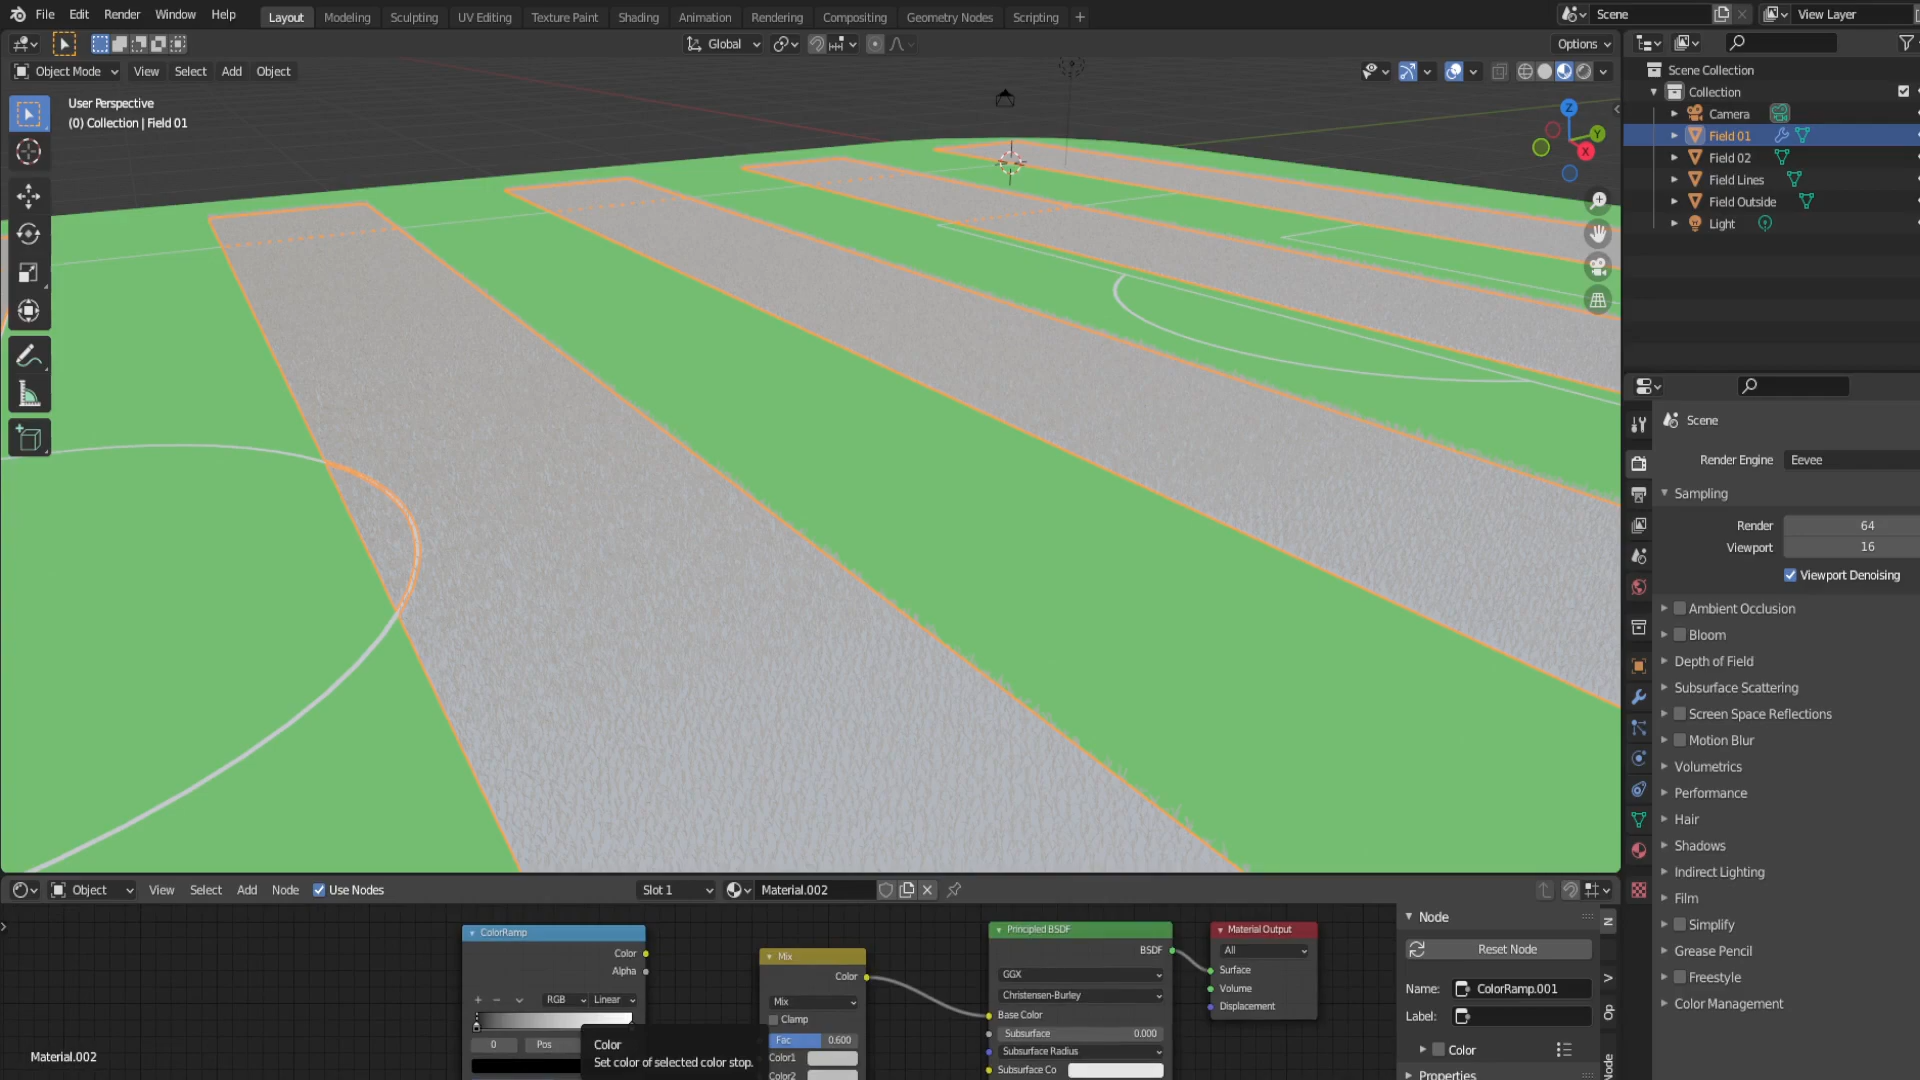 File Edit Render Window Help Layout Modeling Sculpting UV Editing Texture Paint Shading Animation Rendering Compositing Geometry Nodes Scripting + Scene View Layer
Global Options
Object Mode View Select Add Object
User Perspective
(0) Collection | Field 01
Z
Y
X
Scene Collection
Collection
Camera
Field 01
Field 02
Field Lines
Field Outside
Light
Scene
Render Engine Eevee
Sampling
Render 64
Viewport 16
Viewport Denoising
Ambient Occlusion
Bloom
Depth of Field
Subsurface Scattering
Screen Space Reflections
Motion Blur
Volumetrics
Performance
Hair
Shadows
Indirect Lighting
Film
Simplify
Grease Pencil
Freestyle
Color Management
Object View Select Add Node Use Nodes Slot 1 Material.002
ColorRamp
Color
Alpha
+ − RGB Linear
0 Pos
Color
Set color of selected color stop.
Mix
Color
Mix
Clamp
Fac 0.600
Color1
Color2
Principled BSDF
BSDF
GGX
Christensen-Burley
Base Color
Subsurface 0.000
Subsurface Radius
Subsurface Co
Material Output
All
Surface
Volume
Displacement
Node
Reset Node
Name: ColorRamp.001
Label:
Color
Properties
N
V
Op
Node
Material.002